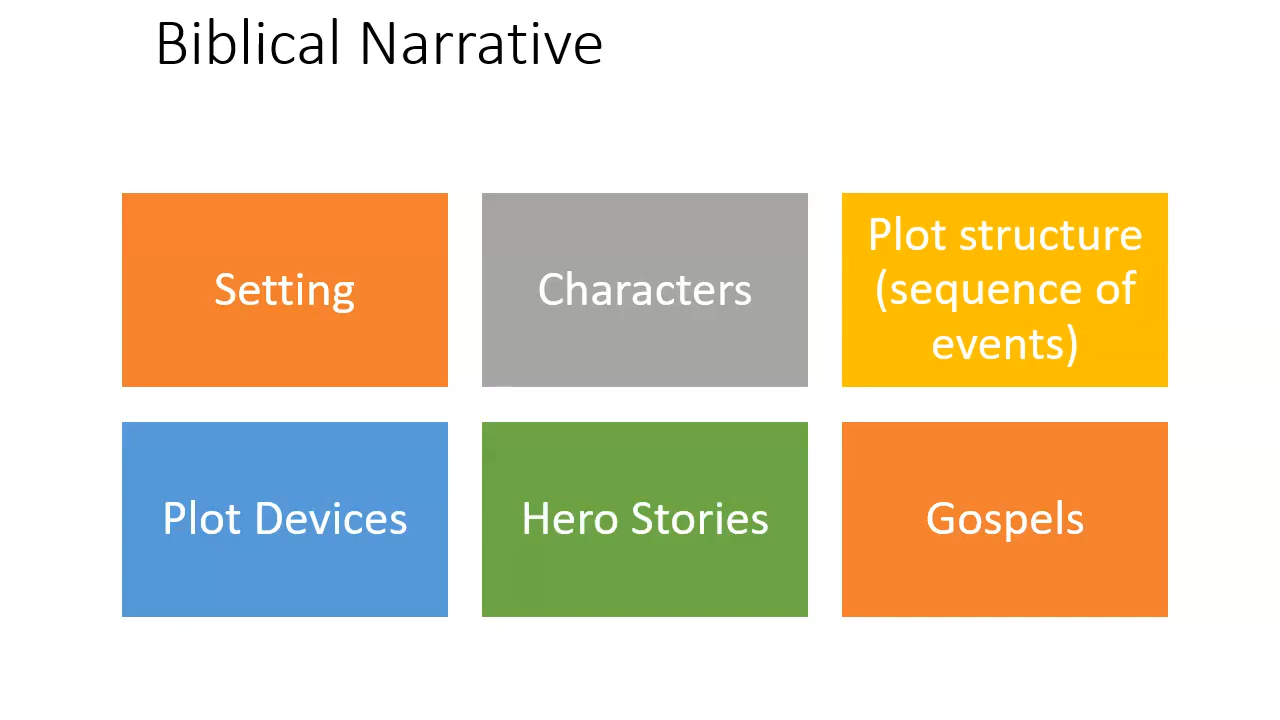 Biblical Narrative
Setting
Characters
Plot structure
(sequence of
events)
Plot Devices
Hero Stories
Gospels